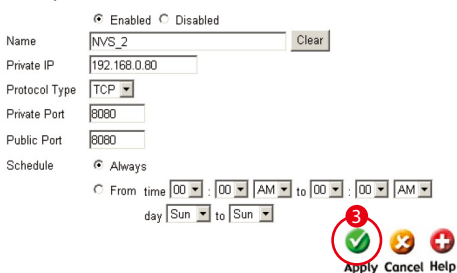 Enabled Disabled
Name NVS_2 Clear
Private IP 192.168.0.80
Protocol Type TCP
Private Port 8080
Public Port 8080
Schedule Always
From time 00 : 00 AM to 00 : 00 AM
day Sun to Sun
3
Apply Cancel Help